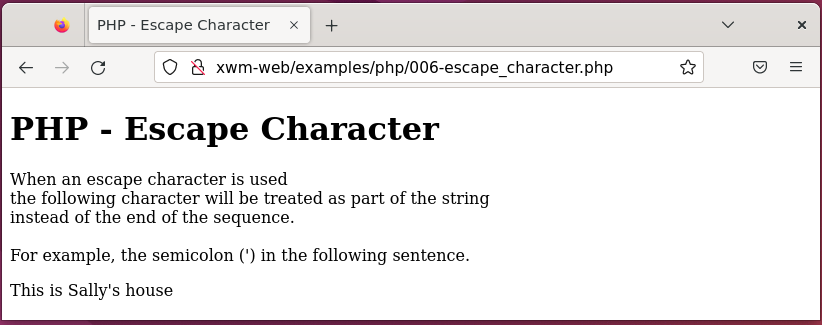 PHP - Escape Character
xwm-web/examples/php/006-escape_character.php
PHP - Escape Character
When an escape character is used
the following character will be treated as part of the string
instead of the end of the sequence.
For example, the semicolon (') in the following sentence.
This is Sally's house